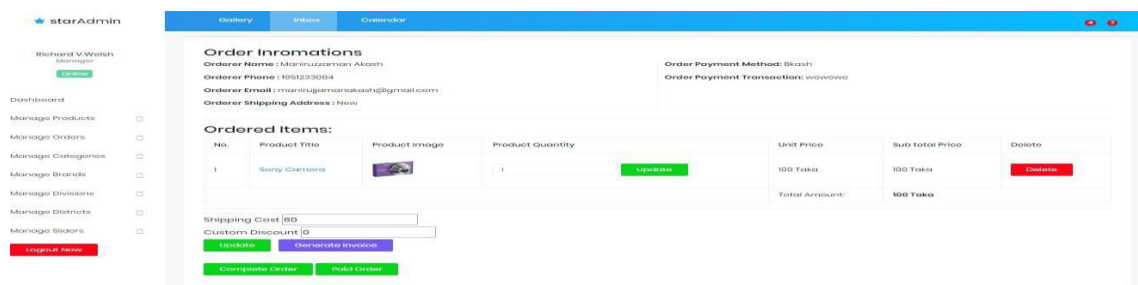 starAdmin
Gallery Inbox Calendar
Richard V.Welsh
Manager
Online
Dashboard
Manage Products
Manage Orders
Manage Categories
Manage Brands
Manage Divisions
Manage Districts
Manage Sliders
Logout Now
Order Inromations
Orderer Name : Maniruzzaman Akash
Order Payment Method: Bkash
Orderer Phone : 1951233084
Order Payment Transaction: wowowo
Orderer Email : manirujjamanakash@gmail.com
Orderer Shipping Address : New
Ordered Items:
No. Product Title Product Image Product Quantity Unit Price Sub total Price Delete
1 Sony Camera 1 Update 100 Taka 100 Taka Delete
Total Amount: 100 Taka
Shipping Cost 80
Custom Discount 0
Update Generate Invoice
Complete Order Paid Order